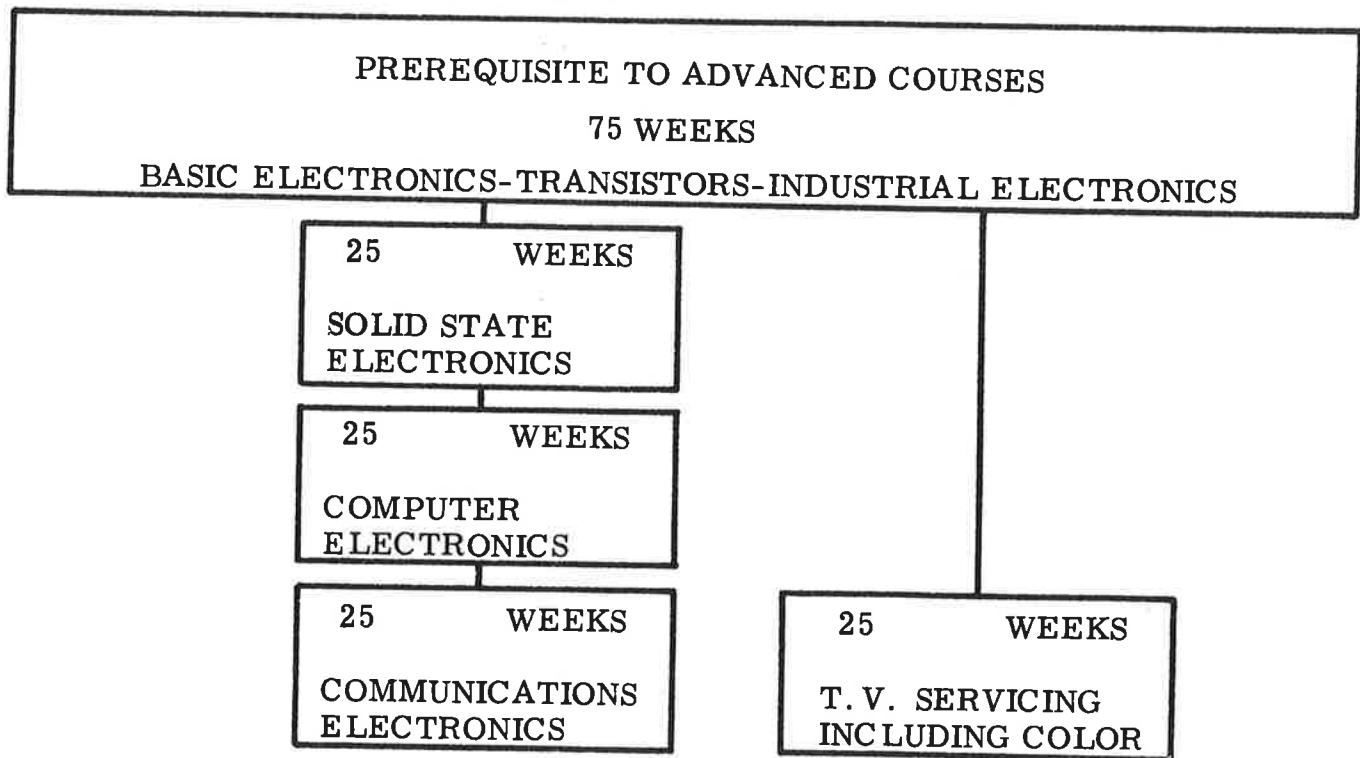 PREREQUISITE TO ADVANCED COURSES
75 WEEKS
BASIC ELECTRONICS-TRANSISTORS-INDUSTRIAL ELECTRONICS
25 WEEKS
SOLID STATE
ELECTRONICS
25 WEEKS
COMPUTER
ELECTRONICS
25 WEEKS
COMMUNICATIONS
ELECTRONICS
25 WEEKS
T. V. SERVICING
INCLUDING COLOR